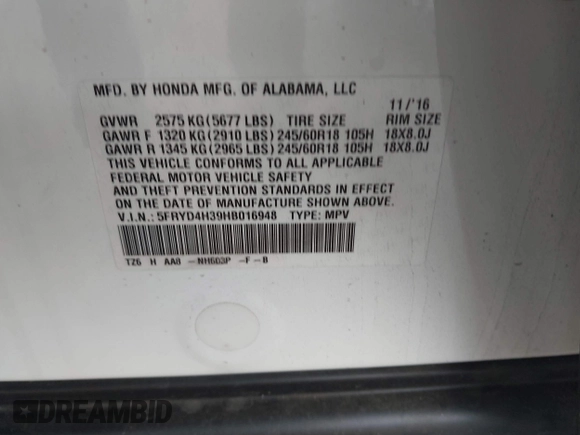 MFD. BY HONDA MFG. OF ALABAMA, LLC
11/'16
GVWR 2575 KG(5677 LBS) TIRE SIZE RIM SIZE
GAWR F 1320 KG(2910 LBS) 245/60R18 105H 18X8.0J
GAWR R 1345 KG(2965 LBS) 245/60R18 105H 18X8.0J
THIS VEHICLE CONFORMS TO ALL APPLICABLE
FEDERAL MOTOR VEHICLE SAFETY
AND THEFT PREVENTION STANDARDS IN EFFECT
ON THE DATE OF MANUFACTURE SHOWN ABOVE.
V.I.N.: 5FRYD4H39HB016948 TYPE: MPV
TZ6 H AA8 -NH603P -F -B
DREAMBID